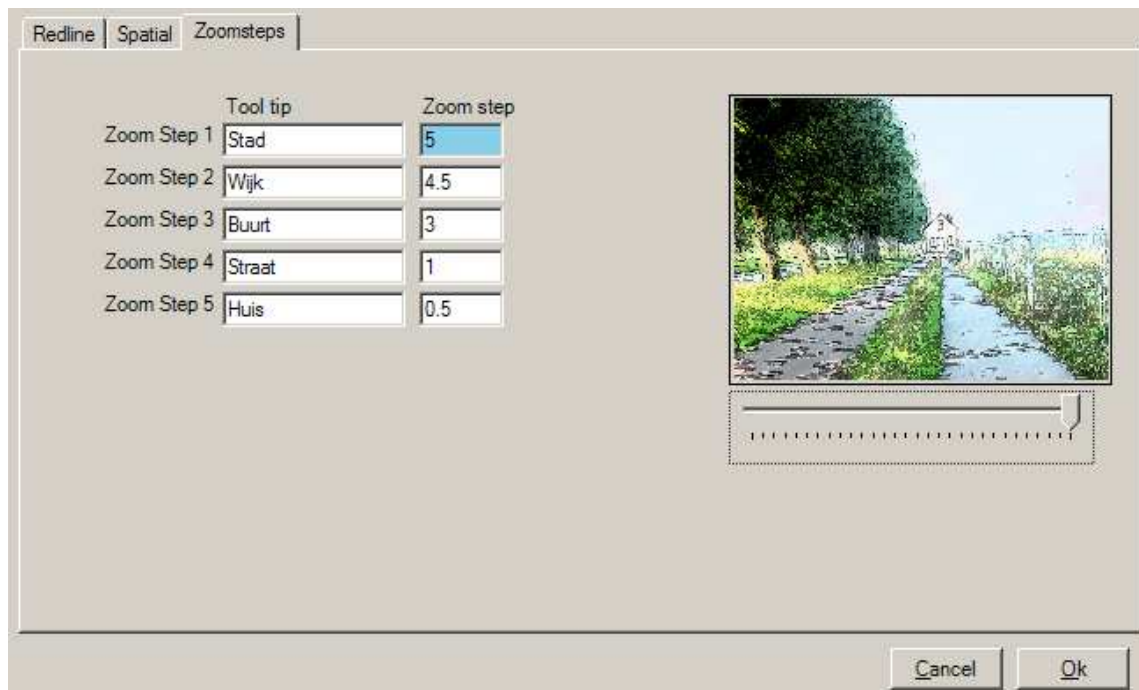 Redline Spatial Zoomsteps
Tool tip Zoom step
Zoom Step 1 Stad 5
Zoom Step 2 Wijk 4.5
Zoom Step 3 Buurt 3
Zoom Step 4 Straat 1
Zoom Step 5 Huis 0.5
Cancel Ok